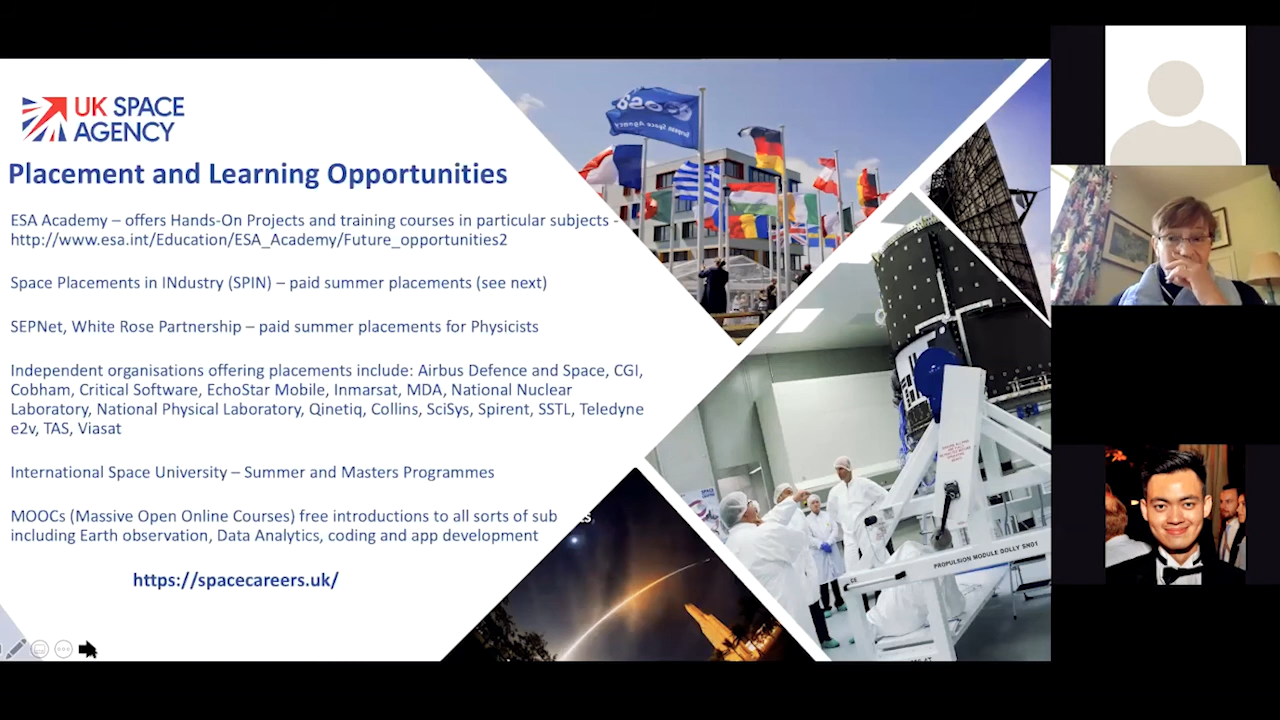 UK SPACE
AGENCY
Placement and Learning Opportunities
ESA Academy – offers Hands-On Projects and training courses in particular subjects -
http://www.esa.int/Education/ESA_Academy/Future_opportunities2
Space Placements in INdustry (SPIN) – paid summer placements (see next)
SEPNet, White Rose Partnership – paid summer placements for Physicists
Independent organisations offering placements include: Airbus Defence and Space, CGI,
Cobham, Critical Software, EchoStar Mobile, Inmarsat, MDA, National Nuclear
Laboratory, National Physical Laboratory, Qinetiq, Collins, SciSys, Spirent, SSTL, Teledyne
e2v, TAS, Viasat
International Space University – Summer and Masters Programmes
MOOCs (Massive Open Online Courses) free introductions to all sorts of sub
including Earth observation, Data Analytics, coding and app development
https://spacecareers.uk/
esa
PROPULSION MODULE DOLLY SH01